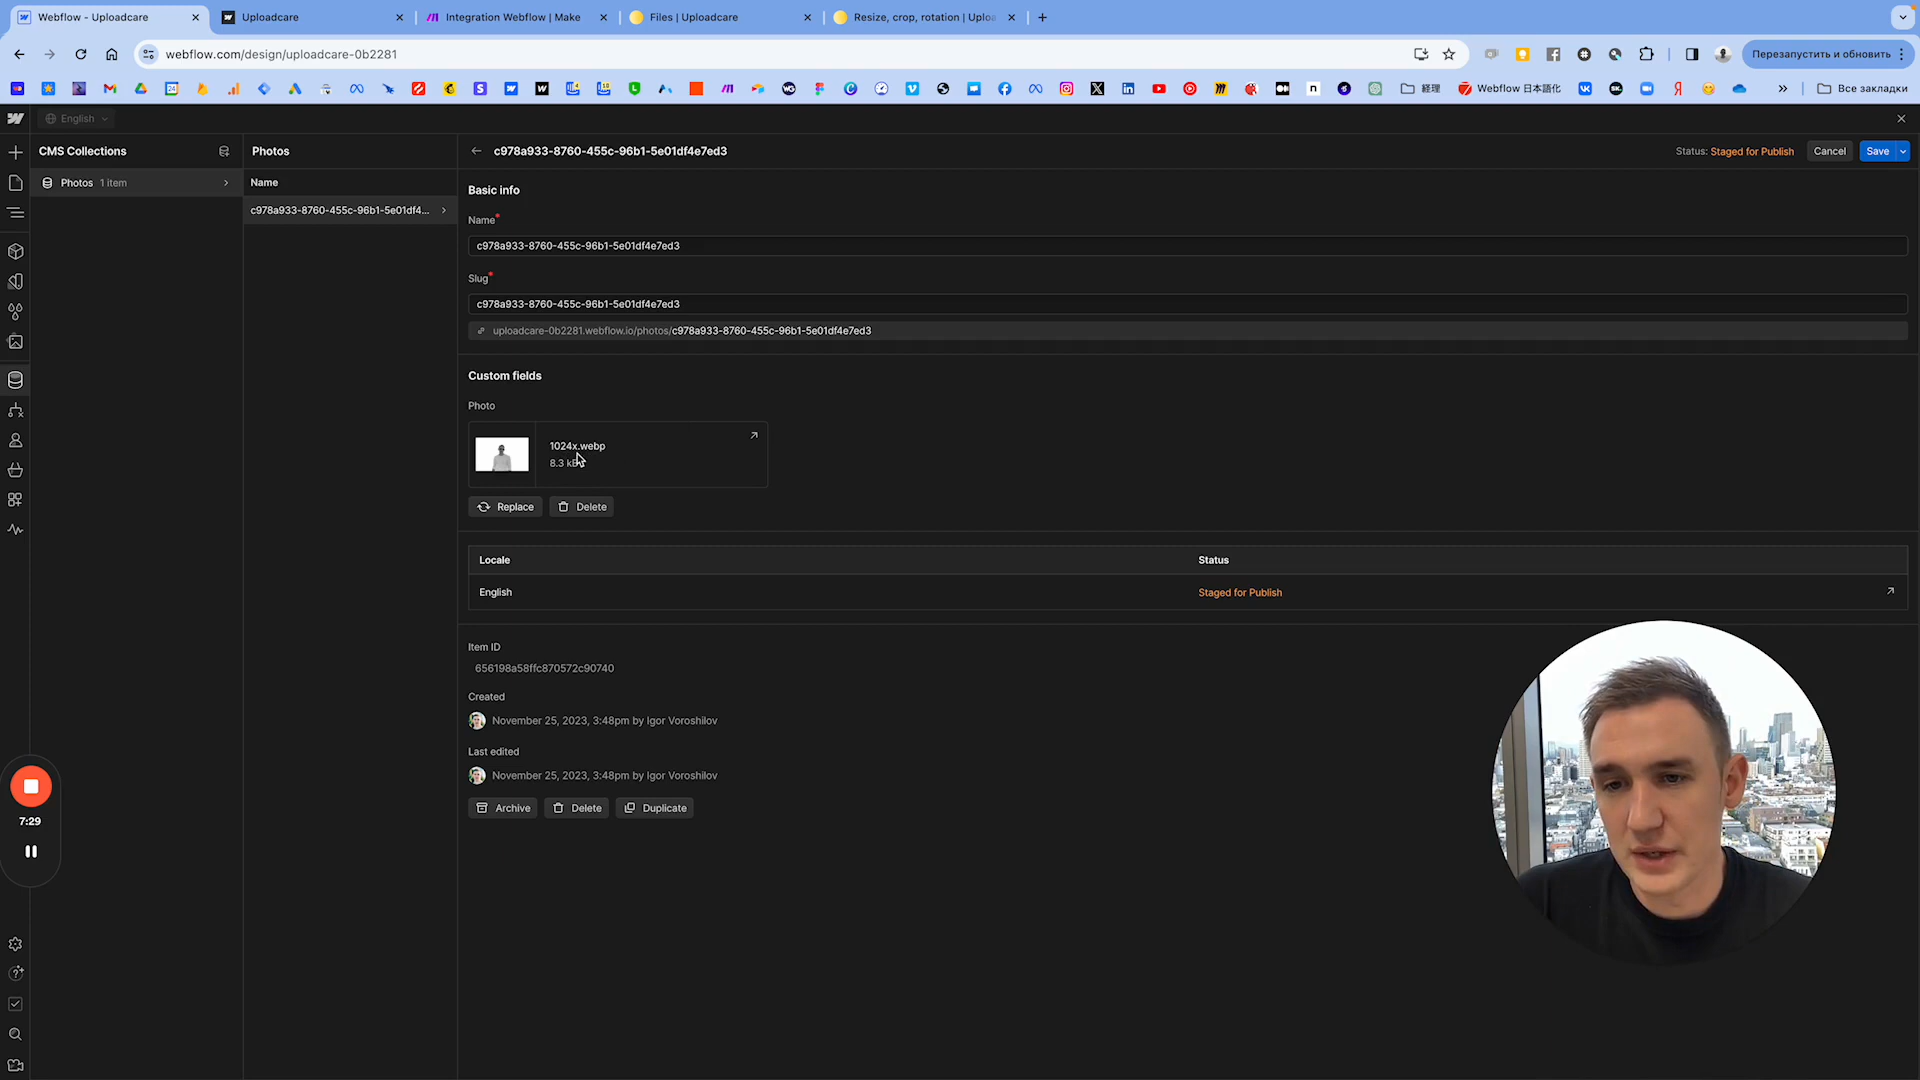 Webflow - Uploadcare
Uploadcare
Integration Webflow | Make
Files | Uploadcare
Resize, crop, rotation | Uploa
webflow.com/design/uploadcare-0b2281
Перезапустить и обновить
Webflow 日本語化
経理
Все закладки
English
CMS Collections
Photos
c978a933-8760-455c-96b1-5e01df4e7ed3
Status: Staged for Publish
Cancel
Save
Photos 1 item
Name
c978a933-8760-455c-96b1-5e01df4...
Basic info
Name*
c978a933-8760-455c-96b1-5e01df4e7ed3
Slug*
c978a933-8760-455c-96b1-5e01df4e7ed3
uploadcare-0b2281.webflow.io/photos/c978a933-8760-455c-96b1-5e01df4e7ed3
Custom fields
Photo
1024x.webp
Replace
Delete
Locale
Status
English
Staged for Publish
Item ID
656198a58ffc870572c90740
Created
November 25, 2023, 3:48pm by Igor Voroshilov
Last edited
November 25, 2023, 3:48pm by Igor Voroshilov
Archive
Delete
Duplicate
7:29